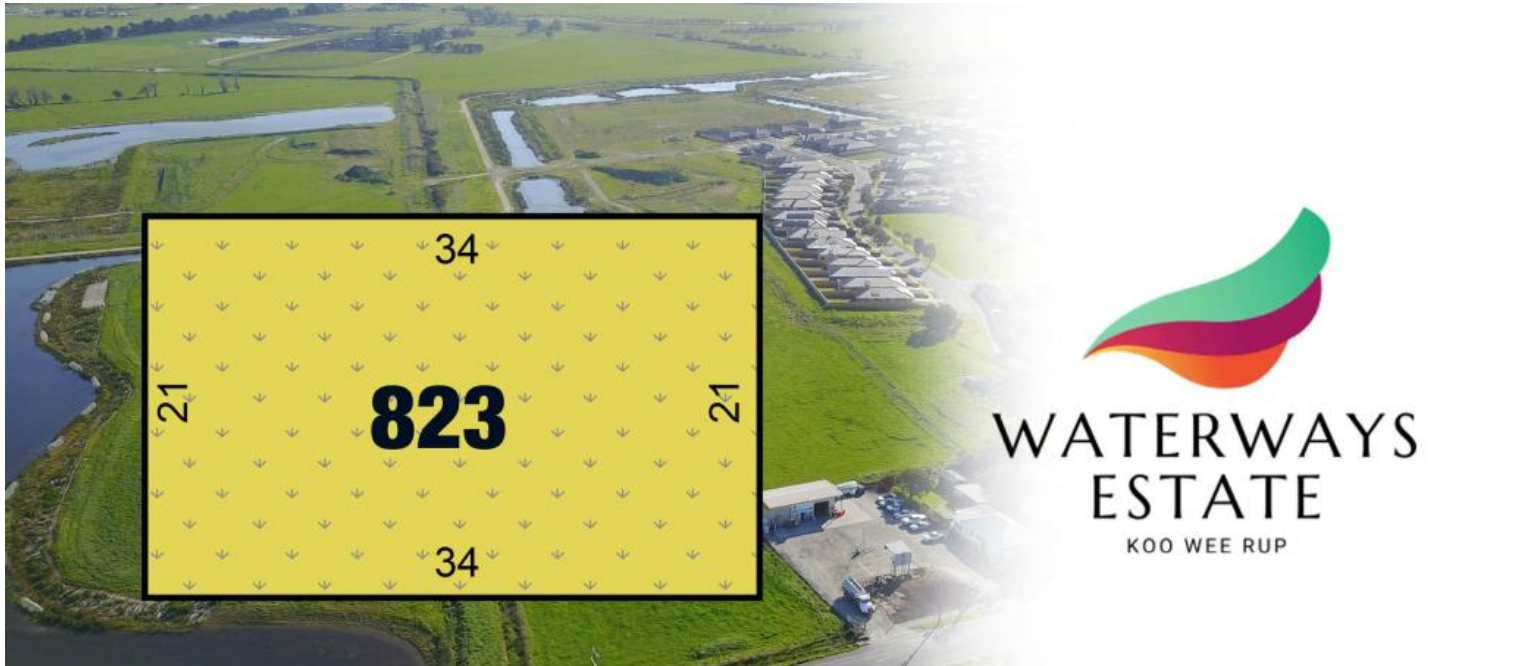 34
21
823
21
34
WATERWAYS
ESTATE
KOO WEE RUP